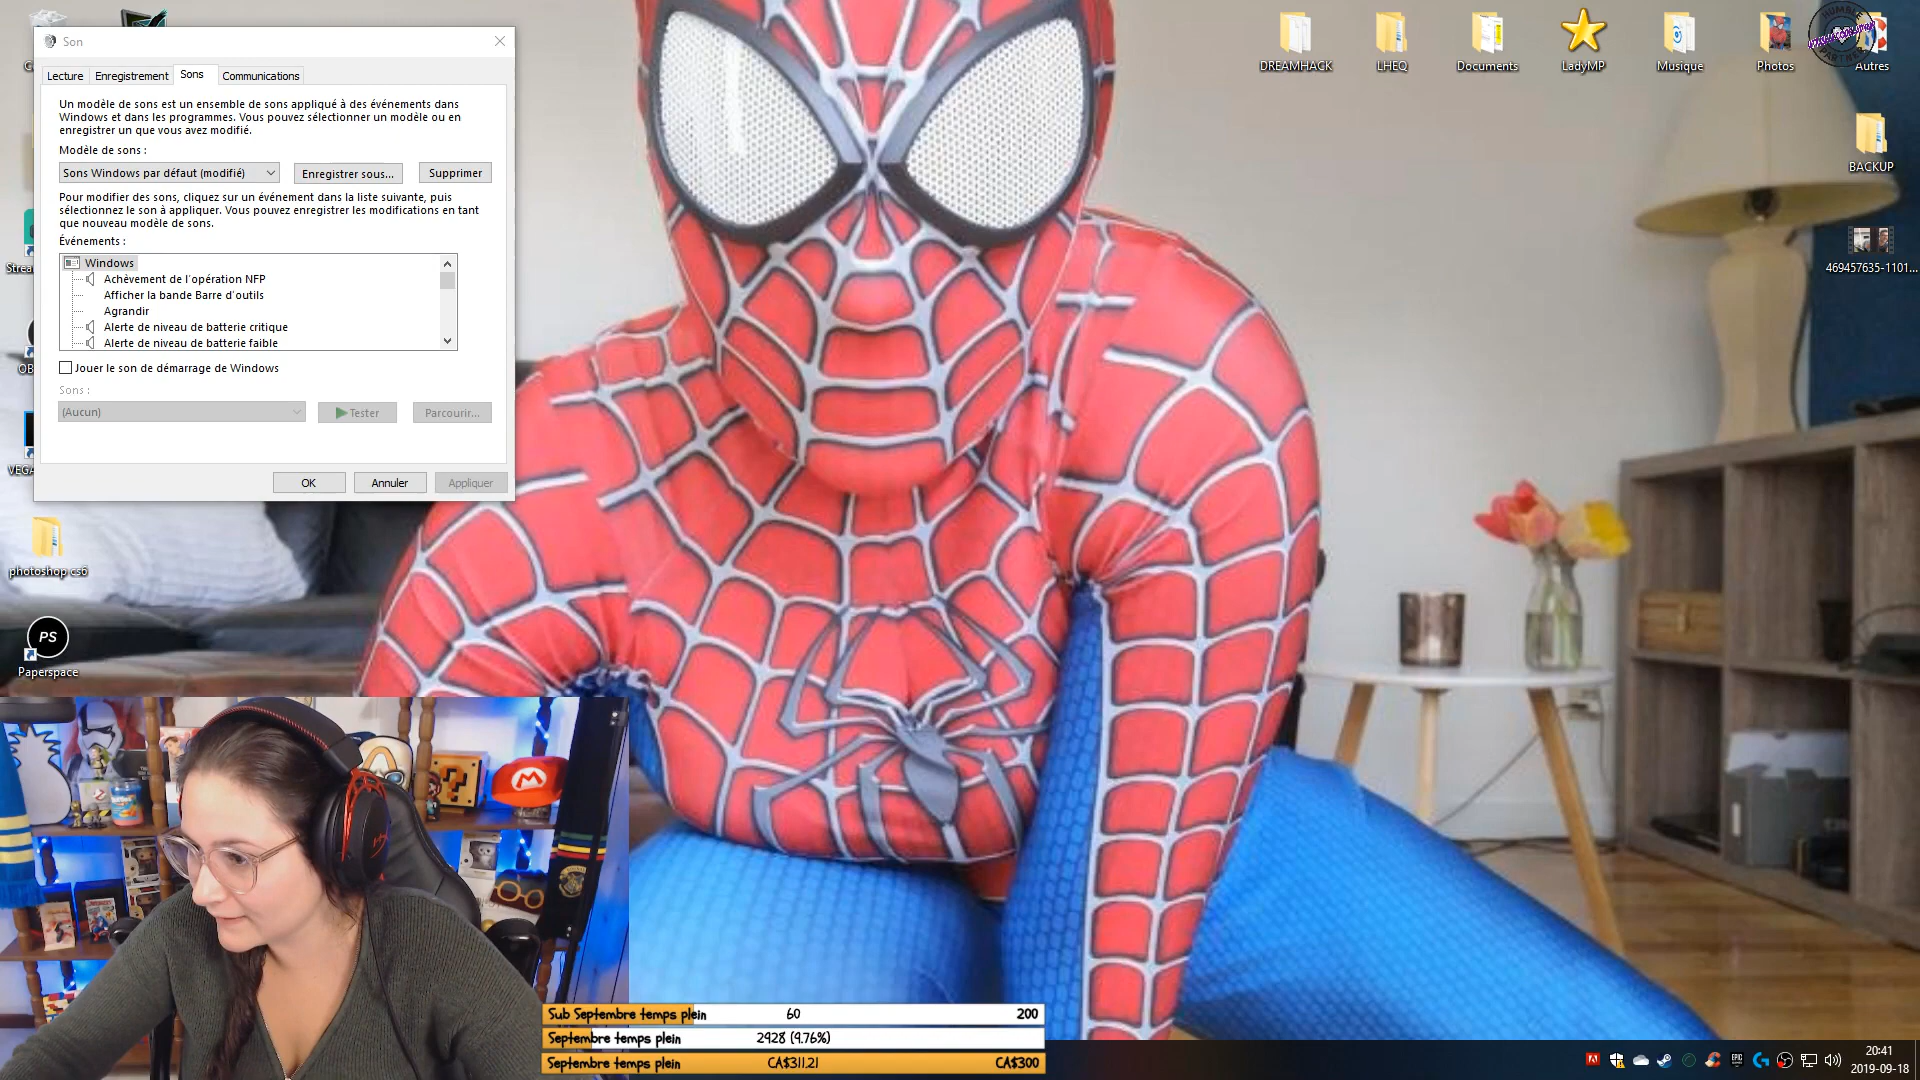 Son
Lecture
Enregistrement
Sons
Communications
Un modèle de sons est un ensemble de sons appliqué à des événements dans
Windows et dans les programmes. Vous pouvez sélectionner un modèle ou en
enregistrer un que vous avez modifié.
Modèle de sons :
Sons Windows par défaut (modifié)
Enregistrer sous...
Supprimer
Pour modifier des sons, cliquez sur un événement dans la liste suivante, puis
sélectionnez le son à appliquer. Vous pouvez enregistrer les modifications en tant
que nouveau modèle de sons.
Événements :
Windows
Achèvement de l'opération NFP
Afficher la bande Barre d'outils
Agrandir
Alerte de niveau de batterie critique
Alerte de niveau de batterie faible
Jouer le son de démarrage de Windows
Sons :
(Aucun)
Tester
Parcourir...
OK
Annuler
Appliquer
DREAMHACK
LHEQ
Documents
LadyMP
Musique
Photos
Autres
HUMBLE
PARTNER
BACKUP
469457635-1101...
photoshop cs6
PS
Paperspace
M
?
Sub Septembre temps plein 60 200
Septembre temps plein 2928 (9.76%)
Septembre temps plein CA$311.21 CA$300
EPIC
20:41
2019-09-18